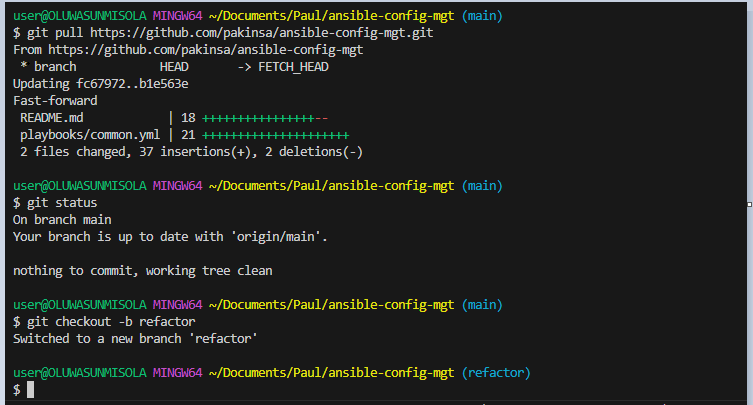 user@OLUWASUNMISOLA MINGW64 ~/Documents/Paul/ansible-config-mgt (main)
$ git pull https://github.com/pakinsa/ansible-config-mgt.git
From https://github.com/pakinsa/ansible-config-mgt
 * branch            HEAD       -> FETCH_HEAD
Updating fc67972..b1e563e
Fast-forward
 README.md            | 18 ++++++++++++++++--
 playbooks/common.yml | 21 +++++++++++++++++++++
 2 files changed, 37 insertions(+), 2 deletions(-)
user@OLUWASUNMISOLA MINGW64 ~/Documents/Paul/ansible-config-mgt (main)
$ git status
On branch main
Your branch is up to date with 'origin/main'.
nothing to commit, working tree clean
user@OLUWASUNMISOLA MINGW64 ~/Documents/Paul/ansible-config-mgt (main)
$ git checkout -b refactor
Switched to a new branch 'refactor'
user@OLUWASUNMISOLA MINGW64 ~/Documents/Paul/ansible-config-mgt (refactor)
$